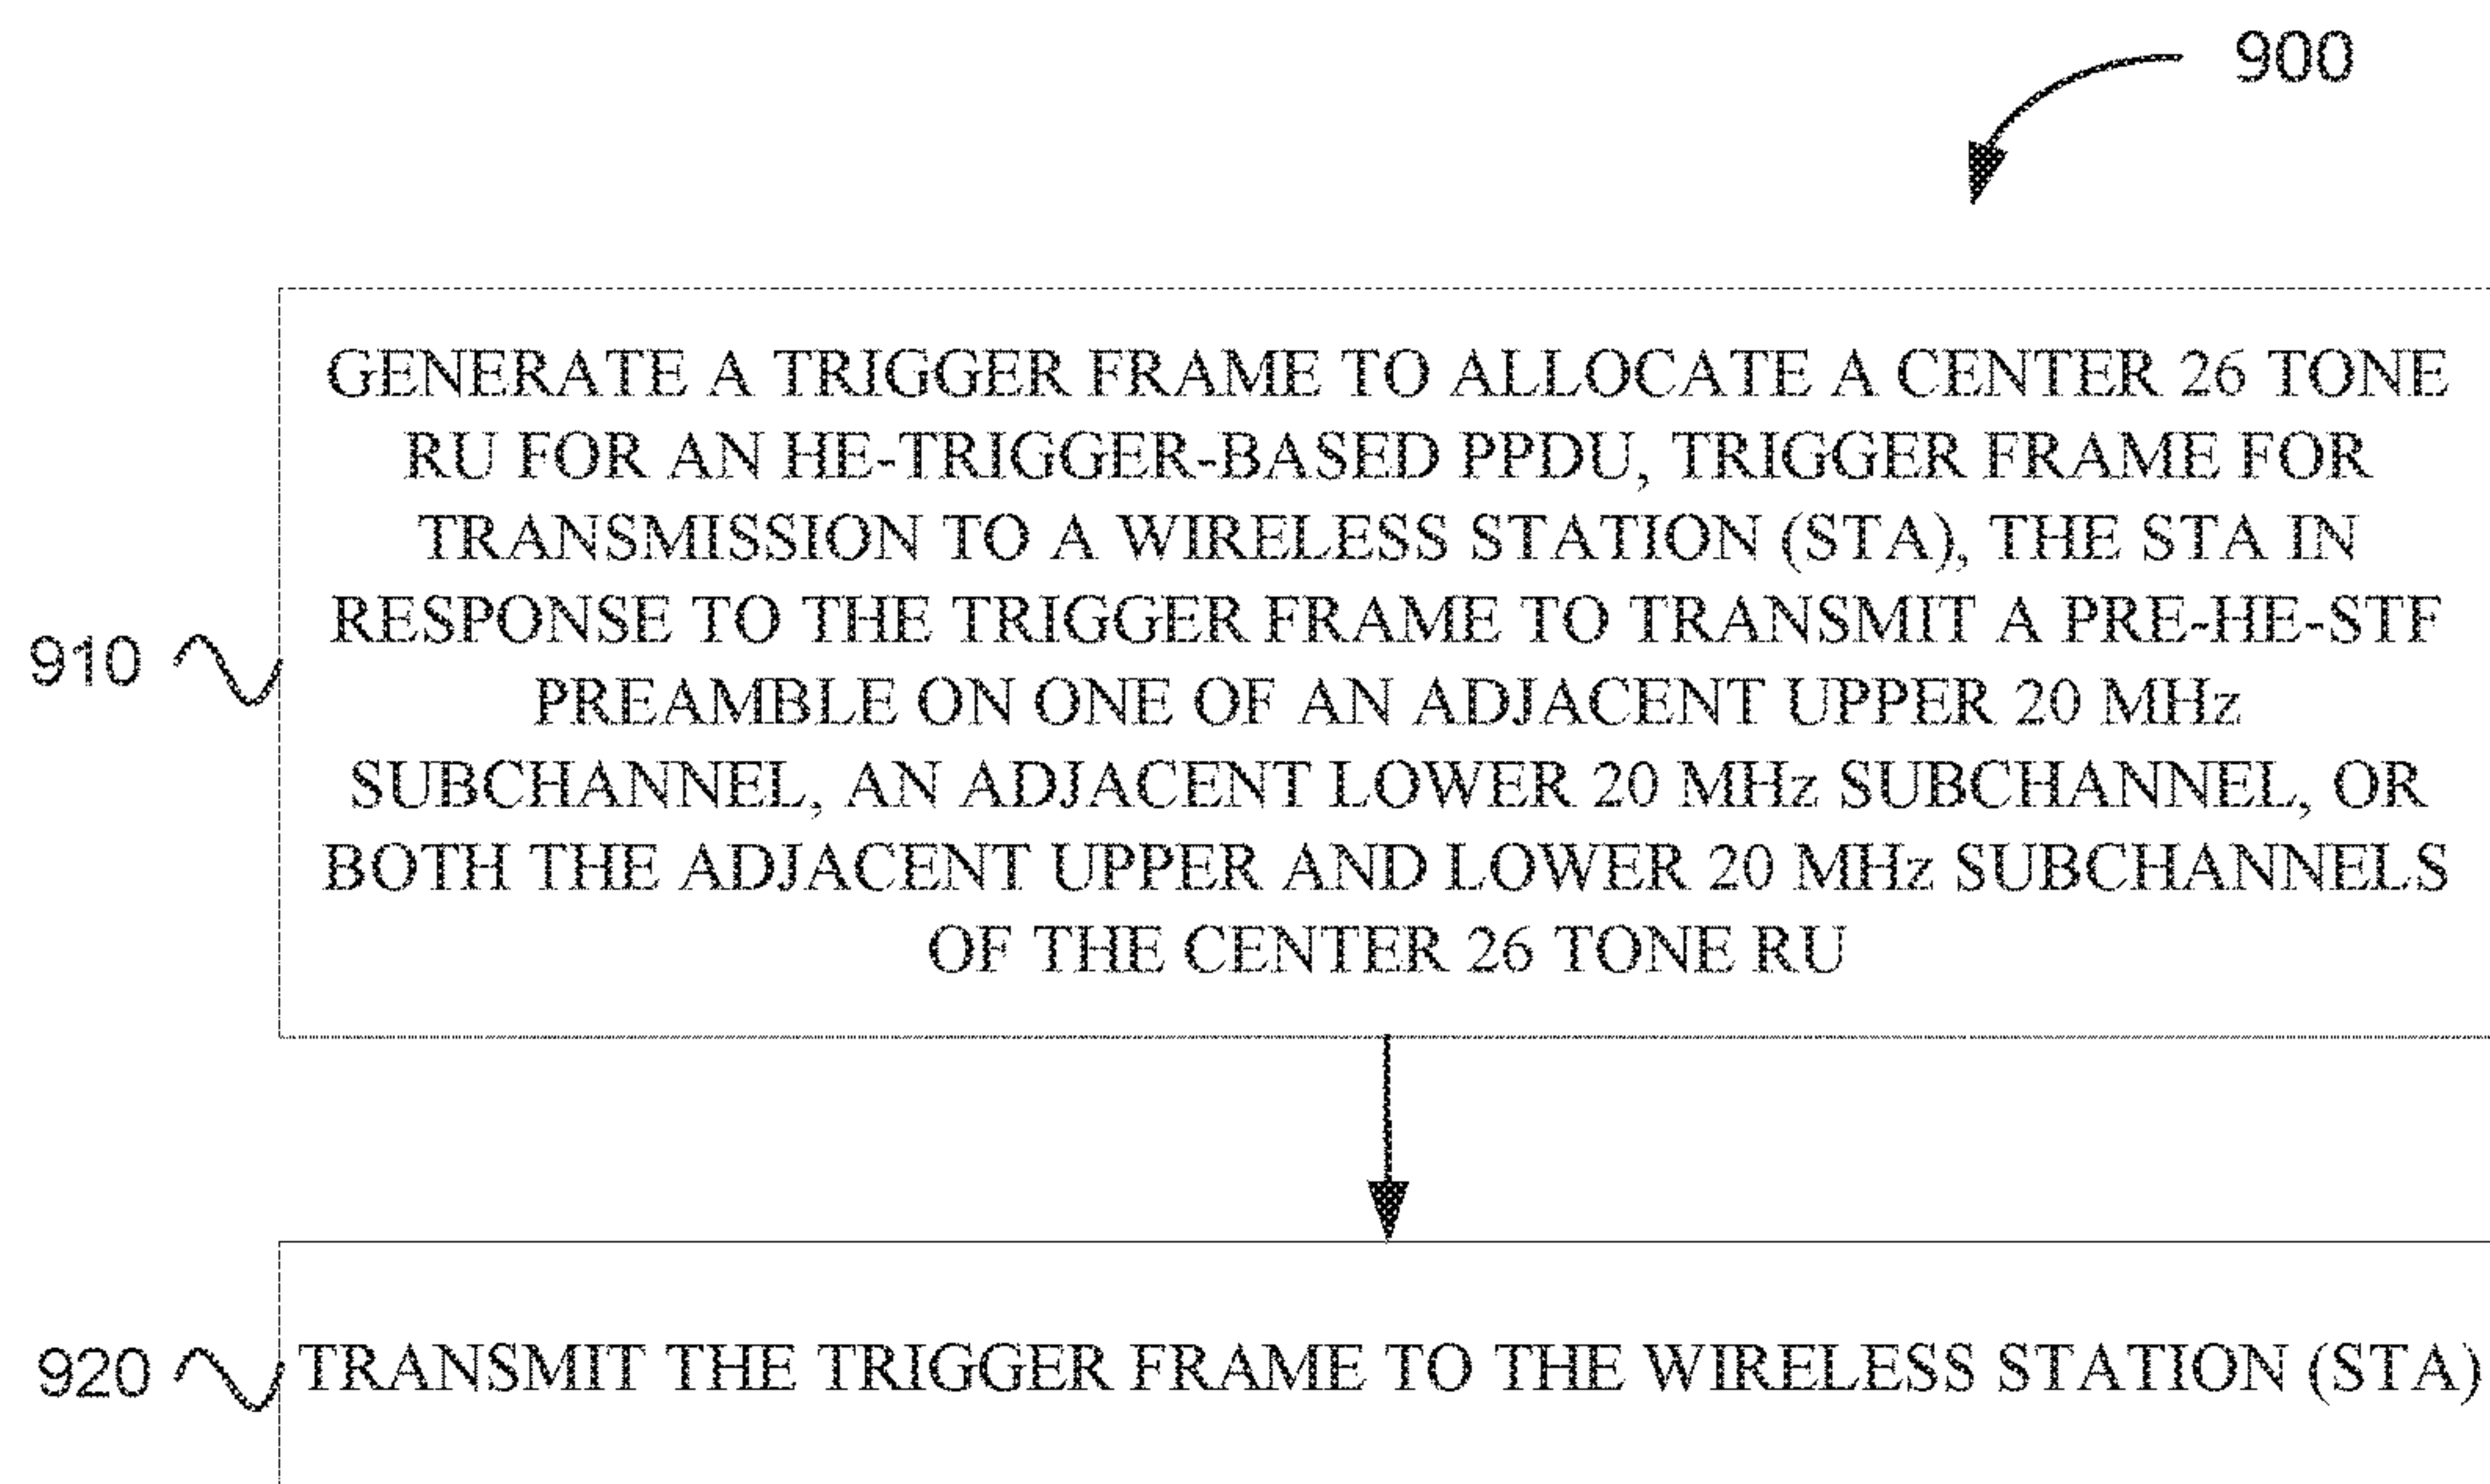 900
GENERATE A TRIGGER FRAME TO ALLOCATE A CENTER 26 TONE
RU FOR AN HE-TRIGGER-BASED PPDU, TRIGGER FRAME FOR
TRANSMISSION TO A WIRELESS STATION (STA), THE STA IN
RESPONSE TO THE TRIGGER FRAME TO TRANSMIT A PRE-HE-STF
910
PREAMBLE ON ONE OF AN ADJACENT UPPER 20 MHz
SUBCHANNEL, AN ADJACENT LOWER 20 MHz SUBCHANNEL, OR
BOTH THE ADJACENT UPPER AND LOWER 20 MHz SUBCHANNELS
OF THE CENTER 26 TONE RU
920
TRANSMIT THE TRIGGER FRAME TO THE WIRELESS STATION (STA)